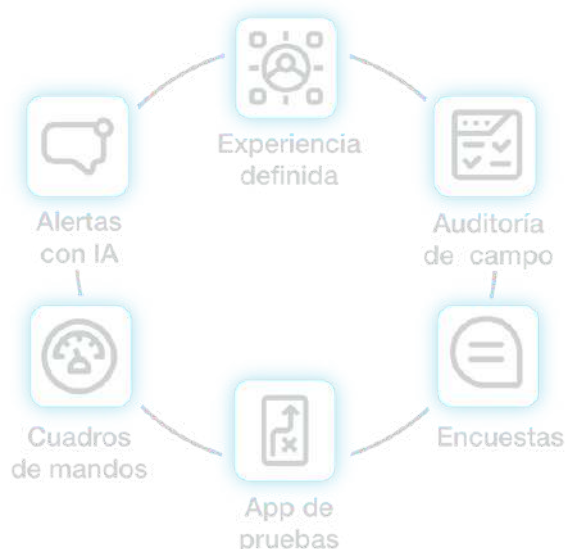 Experiencia
definida
Auditoría
de campo
Encuestas
App de
pruebas
Cuadros
de mandos
Alertas
con IA